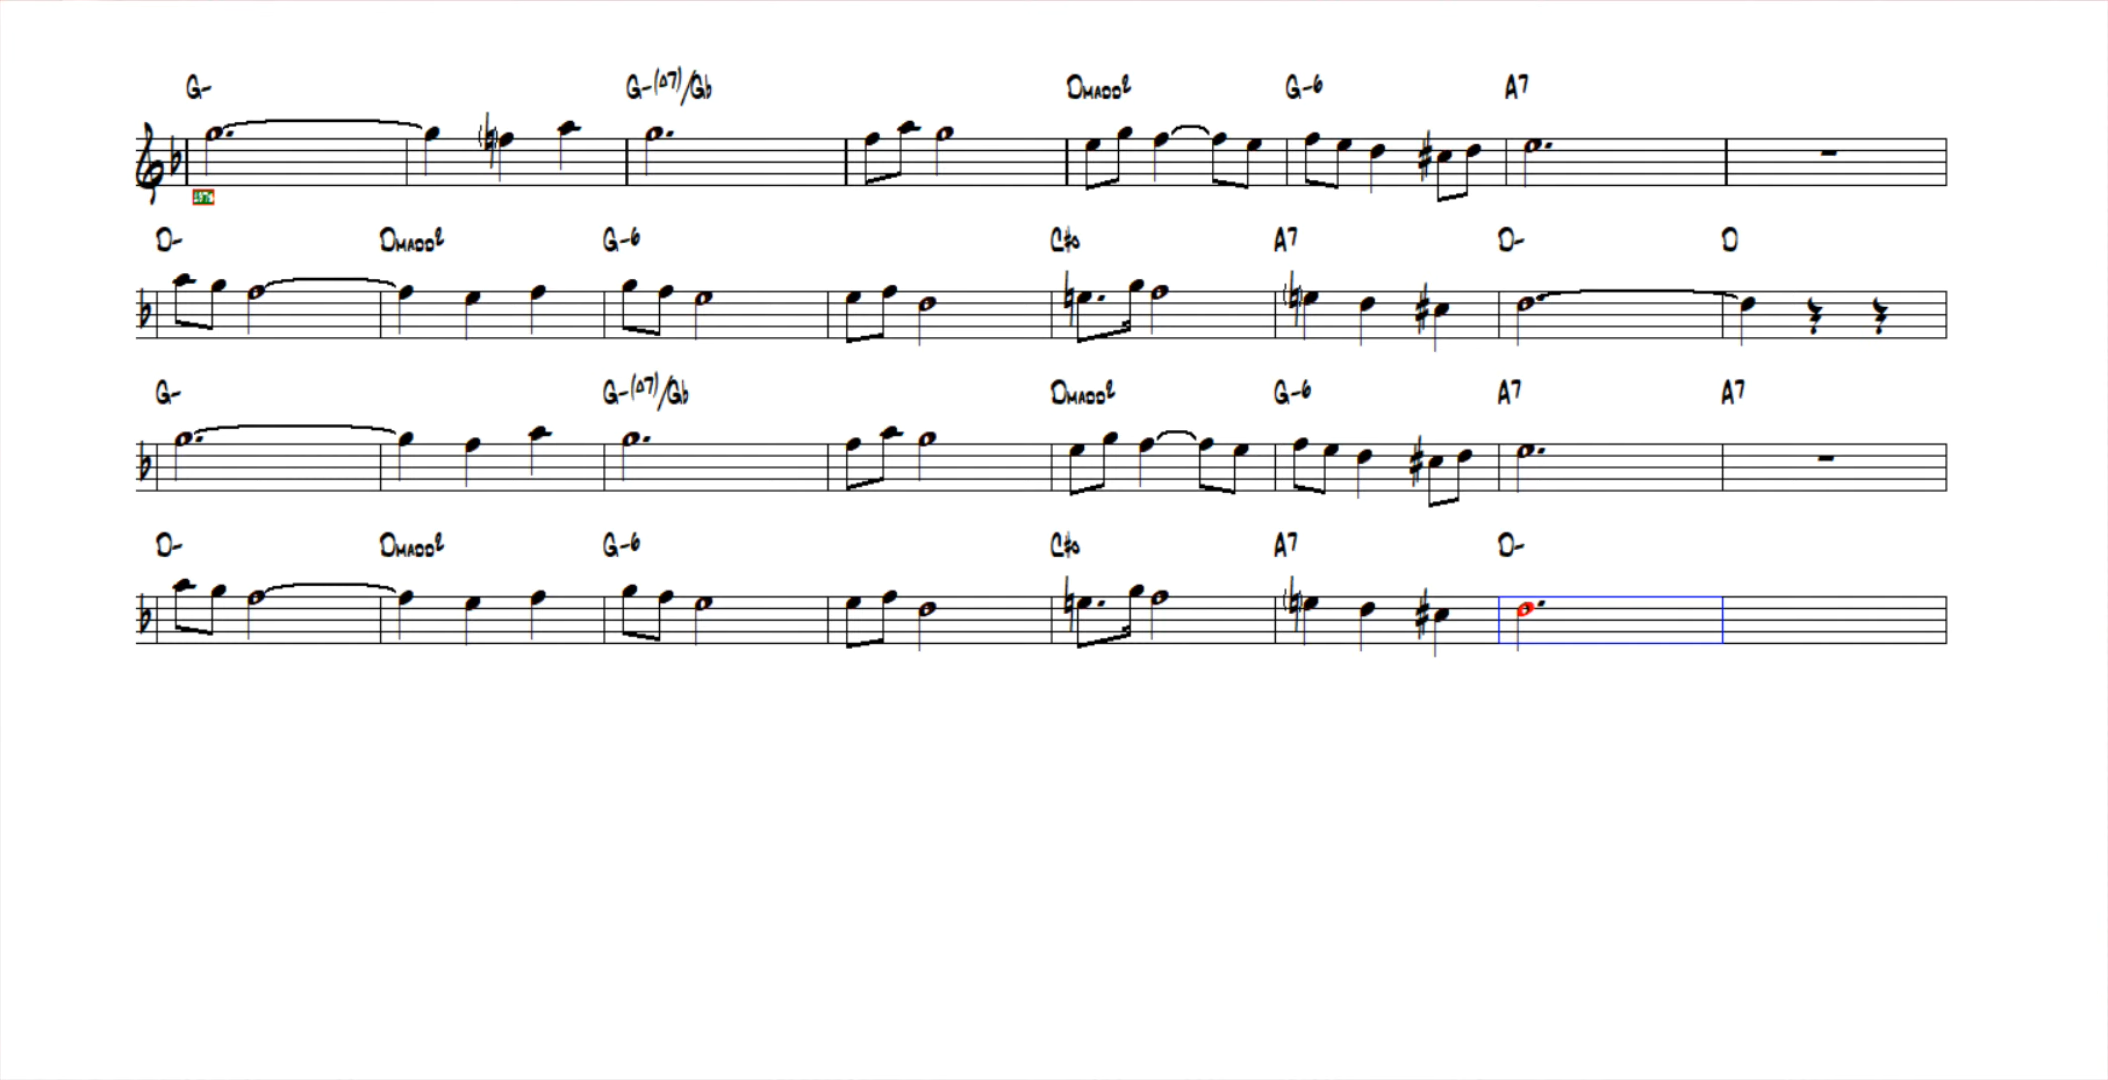 G- G-(Δ7)/Gb Dmadd2 G-6 A7
D- Dmadd2 G-6 C#o A7 D- D
G- G-(Δ7)/Gb Dmadd2 G-6 A7 A7
D- Dmadd2 G-6 C#o A7 D-